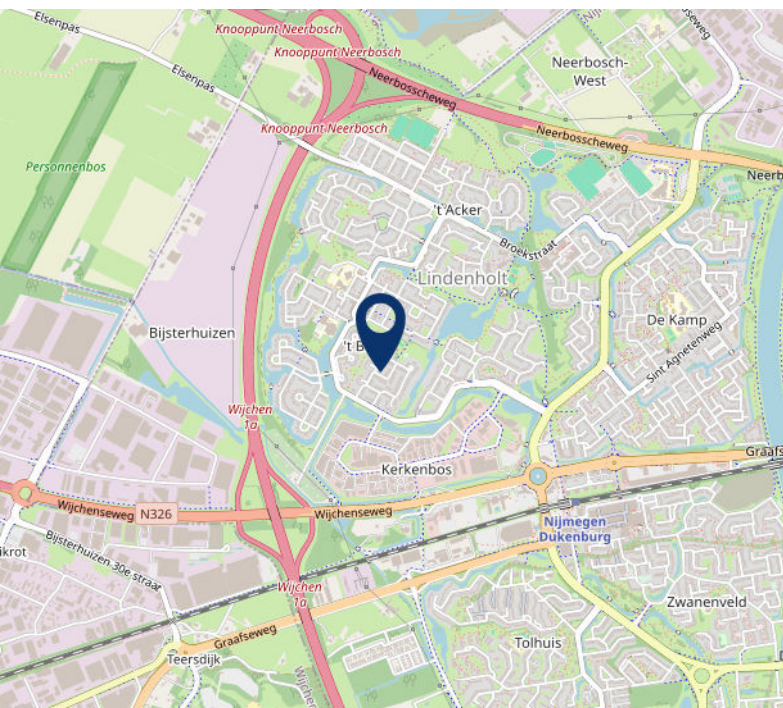 Elsenpas
Knooppunt Neerbosch
Knooppunt Neerbosch
Neerbosch-
West
Elsenpas
Neerbosscheweg
Knooppunt Neerbosch
Neerbosscheweg
Personnenbos
't Acker
Broekstraat
Lindenholt
Bijsterhuizen
De Kamp
Sint Agnetenweg
Wijchen
1a
Kerkenbos
Wijchenseweg
N326
Wijchenseweg
Nijmegen
Dukenburg
Bijsterhuizen 30e straat
Wijchen
1a
Zwanenveld
Graafseweg
Tolhuis
Teersdijk